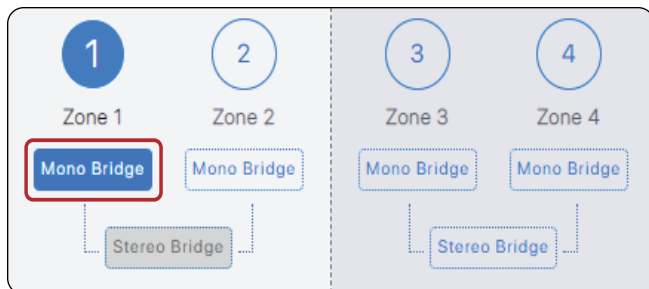 1 2 3 4
Zone 1 Zone 2 Zone 3 Zone 4
Mono Bridge Mono Bridge Mono Bridge Mono Bridge
Stereo Bridge Stereo Bridge